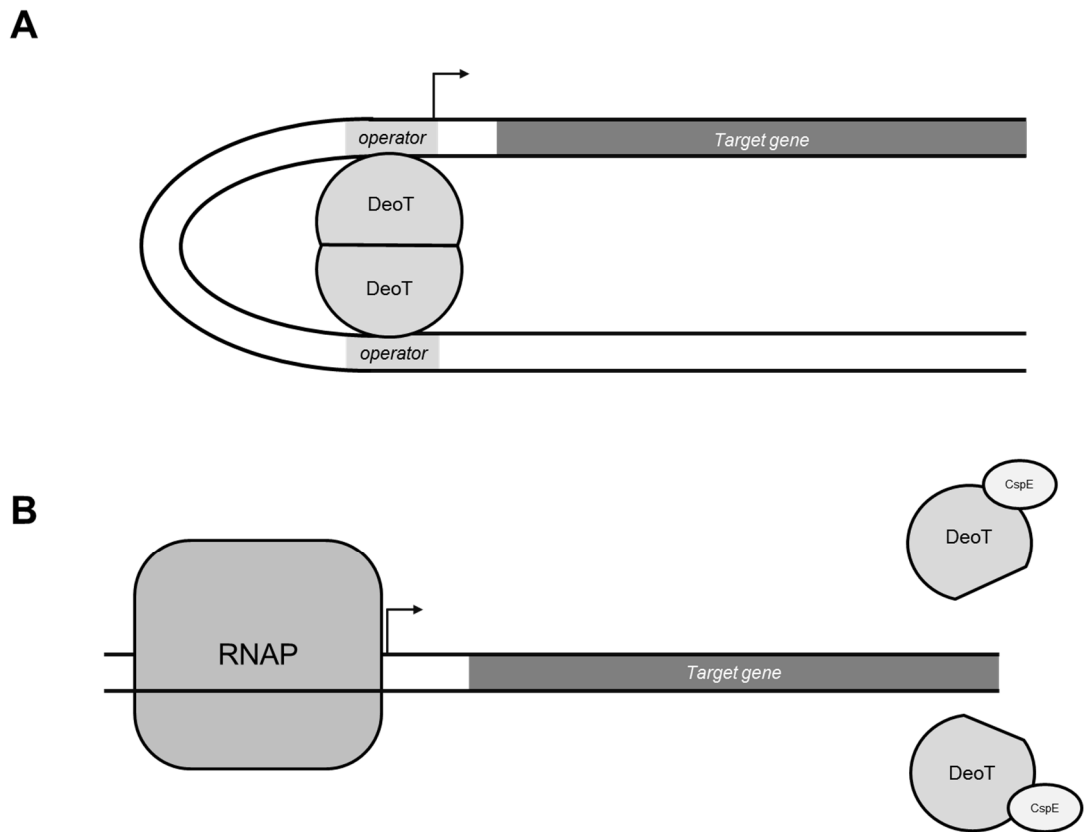 A
operator
Target gene
DeoT
DeoT
operator
CspE
DeoT
B
RNAP
Target gene
DeoT
CspE